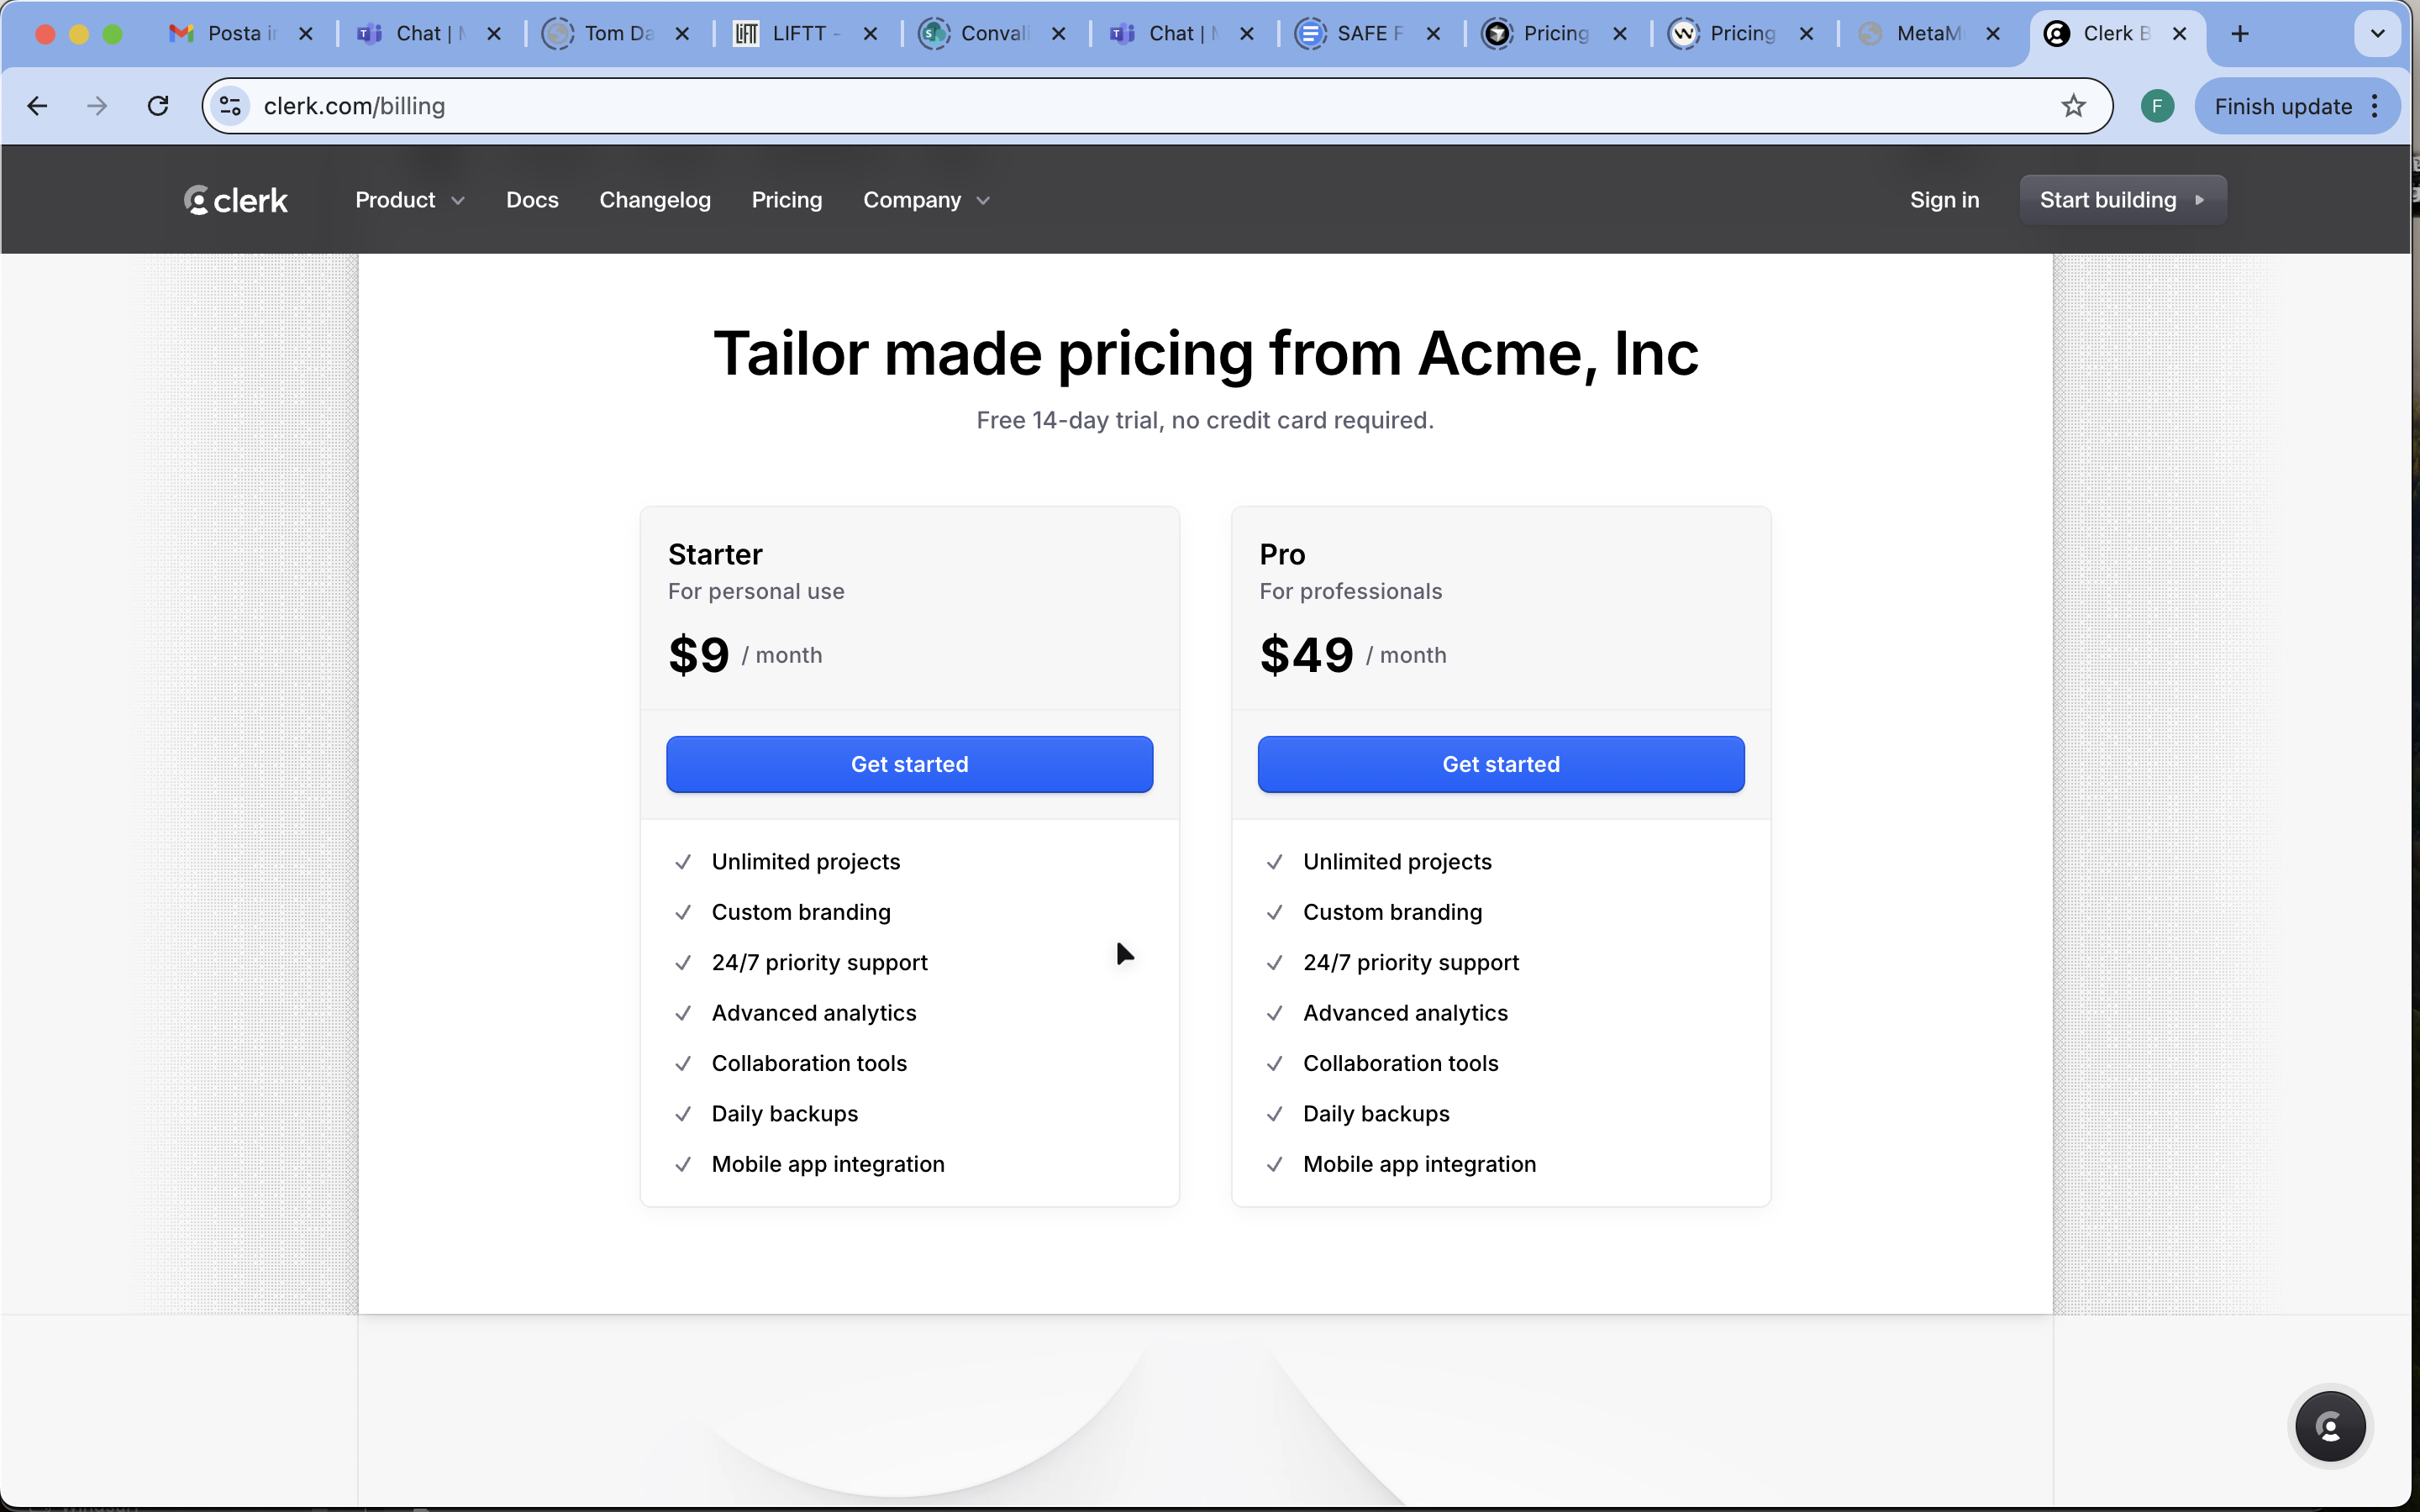 Posta i
Chat |
Tom Da
LIFTT -
Convali
Chat |
SAFE F
Pricing
Pricing
MetaM
Clerk B
clerk.com/billing
F
Finish update
clerk
Product
Docs
Changelog
Pricing
Company
Sign in
Start building
Tailor made pricing from Acme, Inc
Free 14-day trial, no credit card required.
Starter
For personal use
$9 / month
Get started
Unlimited projects
Custom branding
24/7 priority support
Advanced analytics
Collaboration tools
Daily backups
Mobile app integration
Pro
For professionals
$49 / month
Get started
Unlimited projects
Custom branding
24/7 priority support
Advanced analytics
Collaboration tools
Daily backups
Mobile app integration